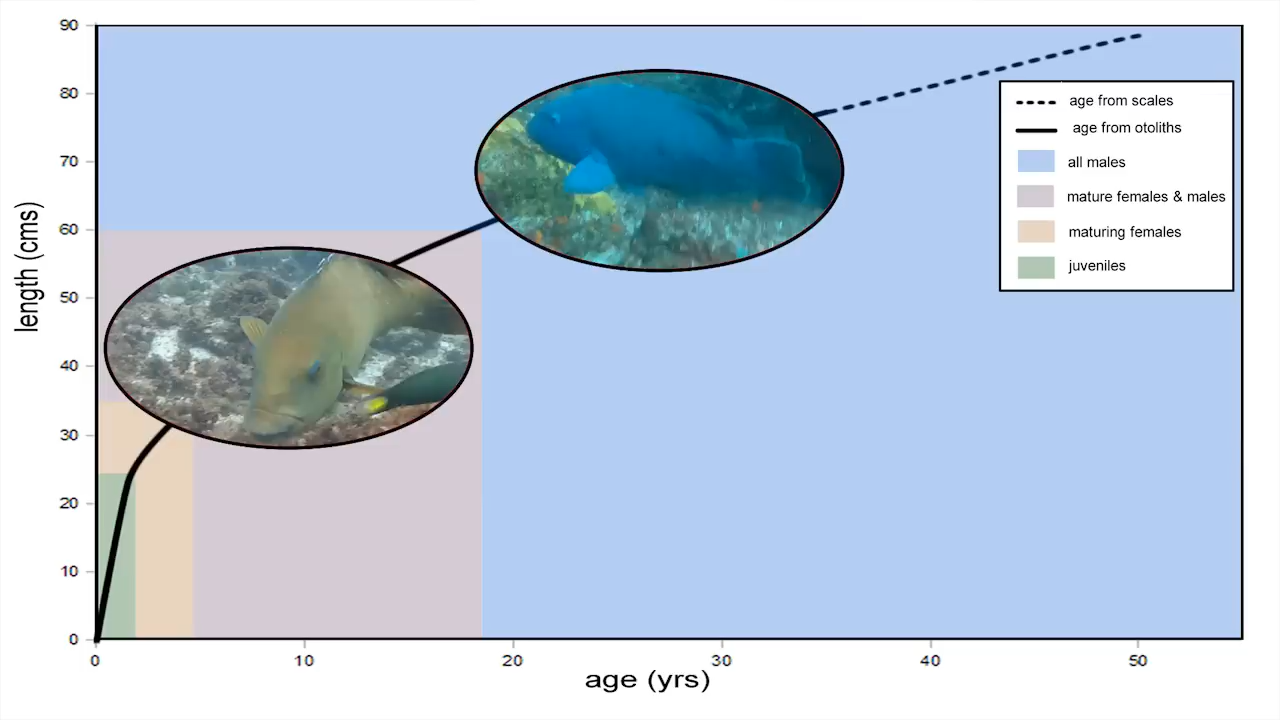 90
80
70
60
50
40
30
20
10
0
length (cms)
0 10 20 30 40 50
age (yrs)
age from scales
age from otoliths
all males
mature females & males
maturing females
juveniles